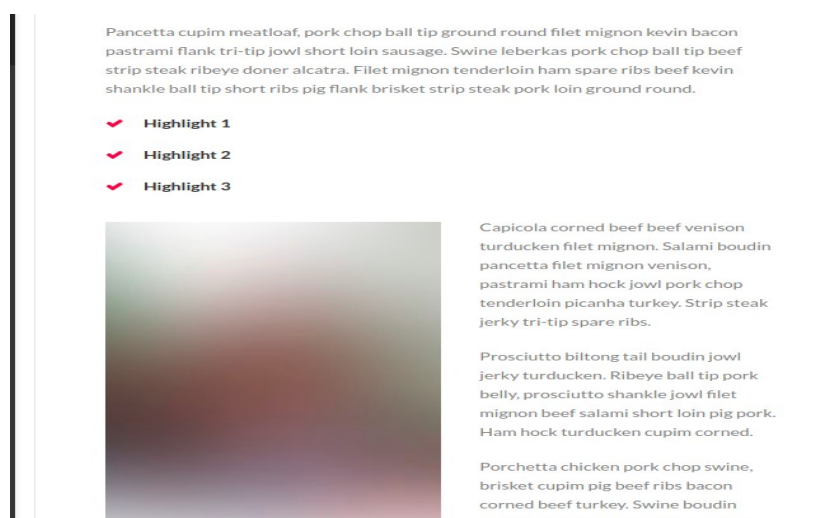 Pancetta cupim meatloaf, pork chop ball tip ground round filet mignon kevin bacon
pastrami flank tri-tip jowl short loin sausage. Swine leberkas pork chop ball tip beef
strip steak ribeye doner alcatra. Filet mignon tenderloin ham spare ribs beef kevin
shankle ball tip short ribs pig flank brisket strip steak pork loin ground round.
Highlight 1
Highlight 2
Highlight 3
Capicola corned beef beef venison
turducken filet mignon. Salami boudin
pancetta filet mignon venison,
pastrami ham hock jowl pork chop
tenderloin picanha turkey. Strip steak
jerky tri-tip spare ribs.
Prosciutto biltong tail boudin jowl
jerky turducken. Ribeye ball tip pork
belly, prosciutto shankle jowl filet
mignon beef salami short loin pig pork.
Ham hock turducken cupim corned.
Porchetta chicken pork chop swine,
brisket cupim pig beef ribs bacon
corned beef turkey. Swine boudin